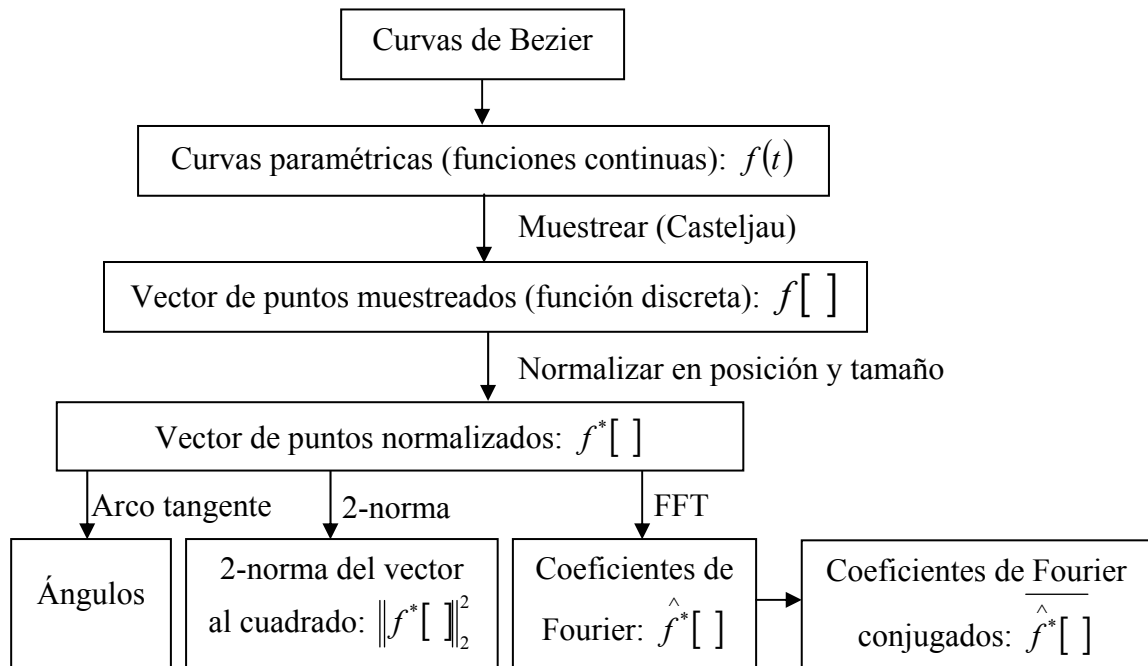 Curvas de Bezier
Curvas paramétricas (funciones continuas): f(t)
Muestrear (Casteljau)
Vector de puntos muestreados (función discreta): f[ ]
Normalizar en posición y tamaño
Vector de puntos normalizados: f*[ ]
Arco tangente
2-norma
FFT
Ángulos
2-norma del vector
al cuadrado: ‖f*[ ]‖₂²
Coeficientes de
Fourier: f̂*[ ]
Coeficientes de Fourier
conjugados: \overline{\hat{f}^*[ ]}